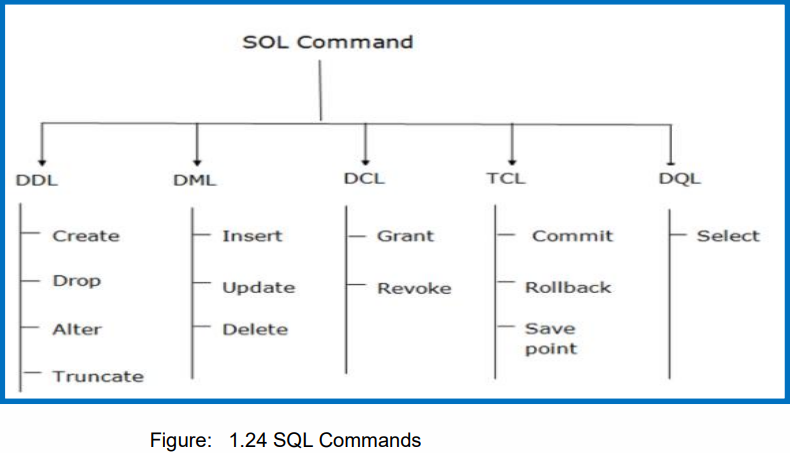 SOL Command
DDL DML DCL TCL DQL
Create Insert Grant Commit Select
Drop Update Revoke Rollback
Alter Delete Save
point
Truncate
Figure: 1.24 SQL Commands